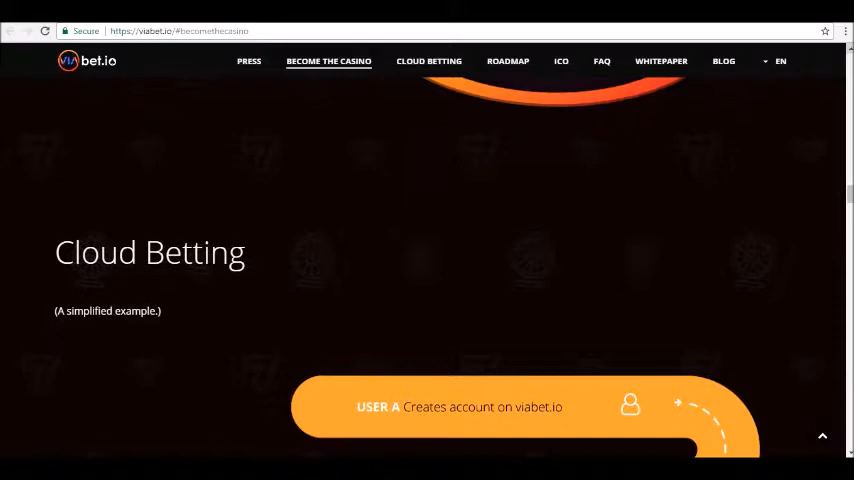 Secure https://viabet.io/#becomethecasino
VIA bet.io PRESS BECOME THE CASINO CLOUD BETTING ROADMAP ICO FAQ WHITEPAPER BLOG EN
Cloud Betting
(A simplified example.)
USER A Creates account on viabet.io